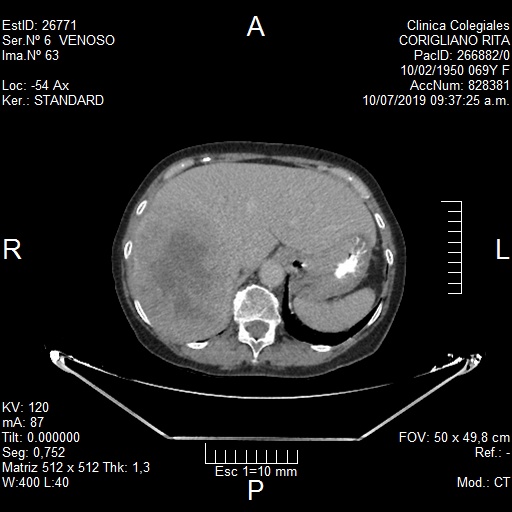 EstID: 26771
Ser.Nº 6 VENOSO
Ima.Nº 63
Loc: -54 Ax
Ker.: STANDARD
A
Clinica Colegiales
CORIGLIANO RITA
PacID: 266882/0
10/02/1950 069Y F
AccNum: 828381
10/07/2019 09:37:25 a.m.
R
L
KV: 120
mA: 87
Tilt: 0.000000
Seg: 0,752
Matriz 512 x 512 Thk: 1,3
W:400 L:40
Esc 1=10 mm
P
FOV: 50 x 49,8 cm
Ref.: -
Mod.: CT